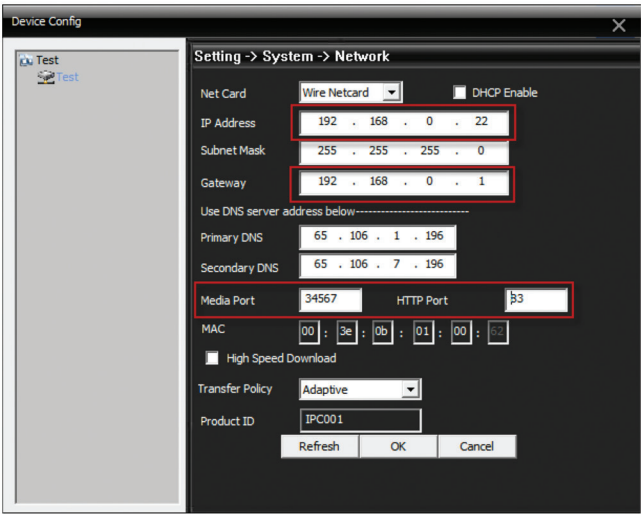 Device Config
Test
Test
Setting -> System -> Network
Net Card Wire Netcard DHCP Enable
IP Address 192 . 168 . 0 . 22
Subnet Mask 255 . 255 . 255 . 0
Gateway 192 . 168 . 0 . 1
Use DNS server address below----------------------------
Primary DNS 65 . 106 . 1 . 196
Secondary DNS 65 . 106 . 7 . 196
Media Port 34567 HTTP Port 83
MAC 00 : 3e : 0b : 01 : 00 : 62
High Speed Download
Transfer Policy Adaptive
Product ID IPC001
Refresh OK Cancel